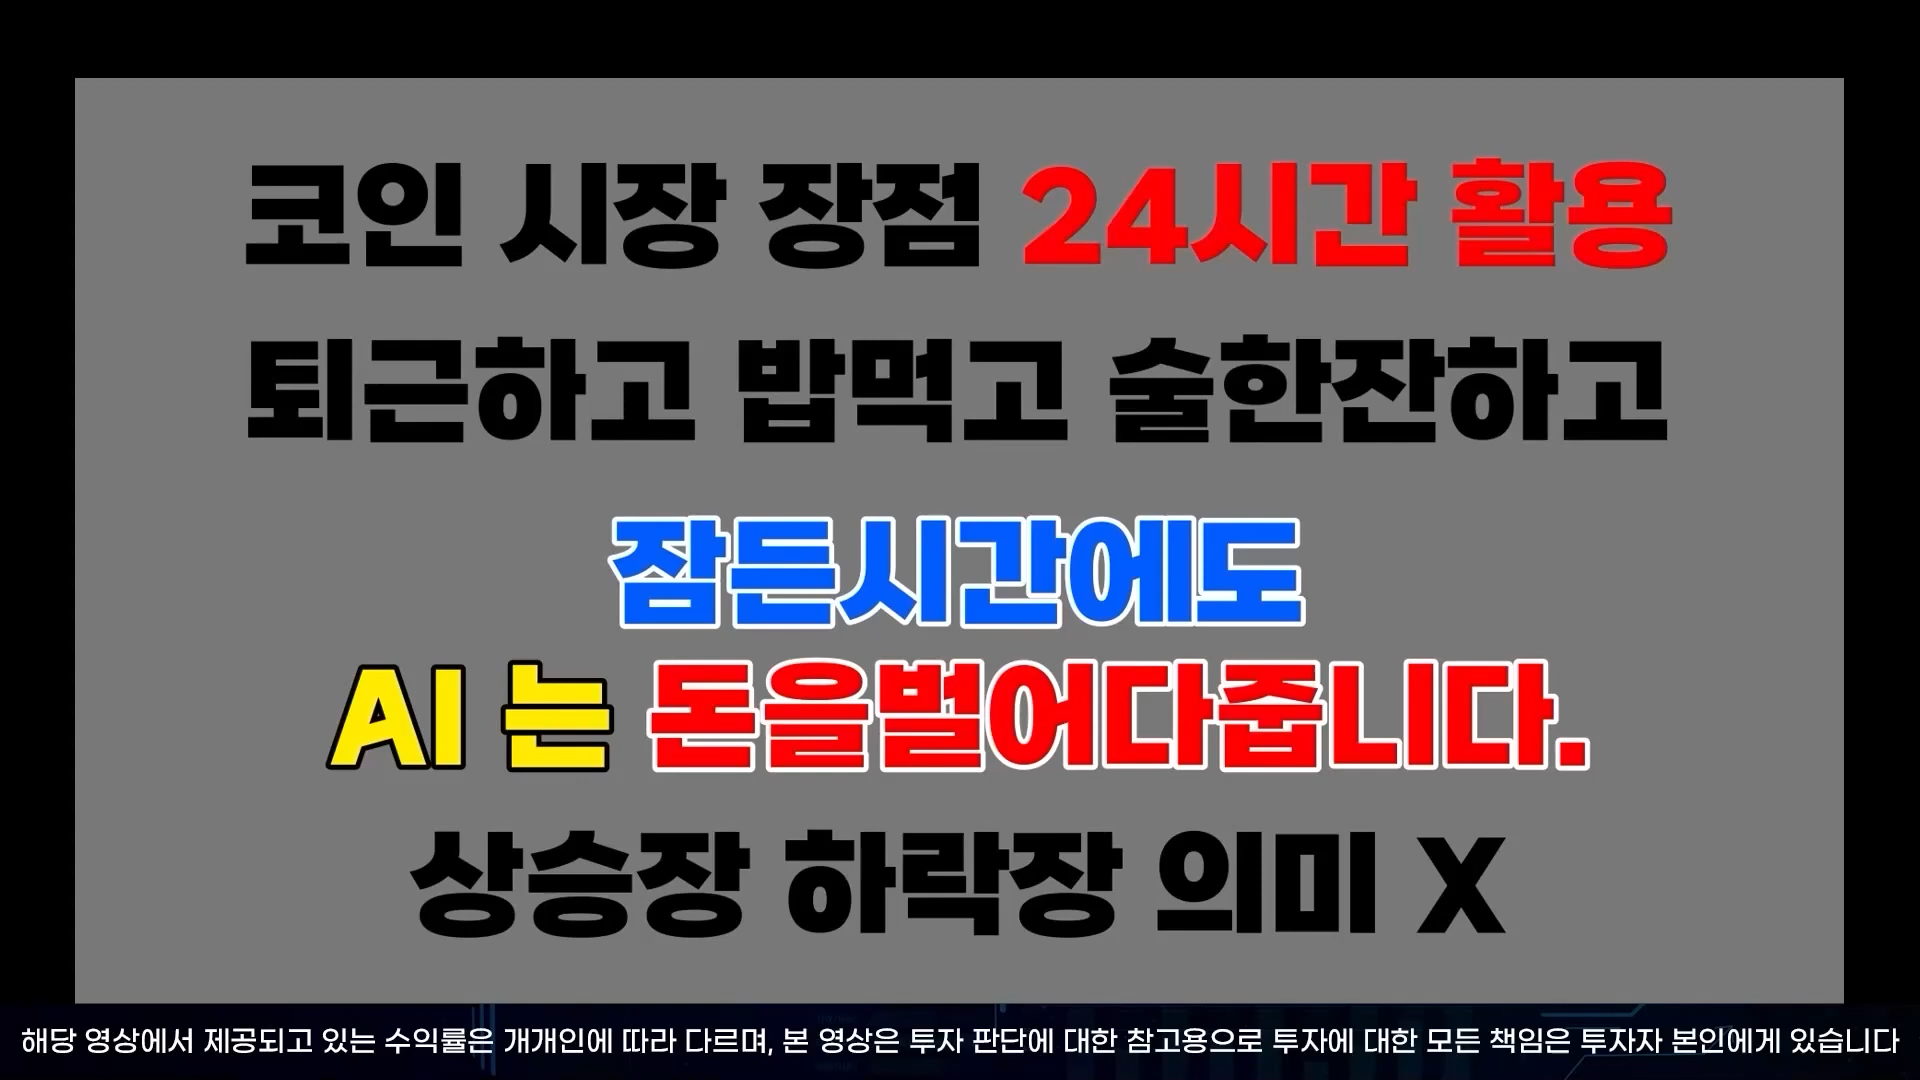 코인 시장 장점 24시간 활용
퇴근하고 밥먹고 술한잔하고
잠든시간에도
AI 는 돈을벌어다줍니다.
상승장 하락장 의미 X
해당 영상에서 제공되고 있는 수익률은 개개인에 따라 다르며, 본 영상은 투자 판단에 대한 참고용으로 투자에 대한 모든 책임은 투자자 본인에게 있습니다